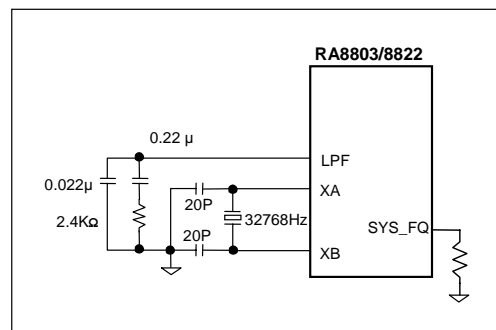 RA8803/8822
0.22 μ
LPF
0.022μ
XA
20P
2.4KΩ
32768Hz
SYS_FQ
20P
XB